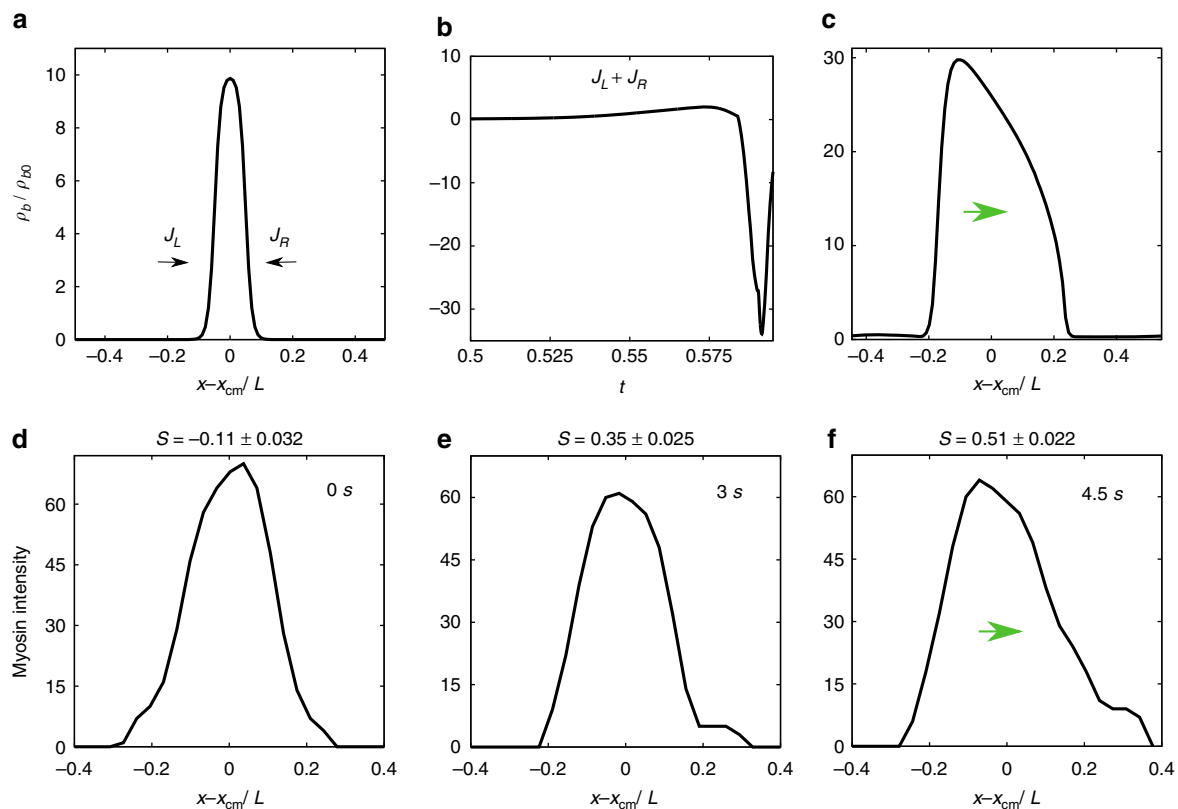 a
b
c
10
8
6
4
2
0
ρb / ρb0
JL
JR
−0.4 −0.2 0 0.2 0.4
x–xcm/ L
10
0
−10
−20
−30
JL + JR
0.5 0.525 0.55 0.575
t
30
20
10
0
−0.4 −0.2 0 0.2 0.4
x–xcm/ L
d
e
f
S = −0.11 ± 0.032
60
45
30
15
0
Myosin intensity
0 s
−0.4 −0.2 0 0.2 0.4
x–xcm/ L
S = 0.35 ± 0.025
60
45
30
15
0
3 s
−0.4 −0.2 0 0.2 0.4
x–xcm/ L
S = 0.51 ± 0.022
60
45
30
15
0
4.5 s
−0.4 −0.2 0 0.2 0.4
x–xcm/ L